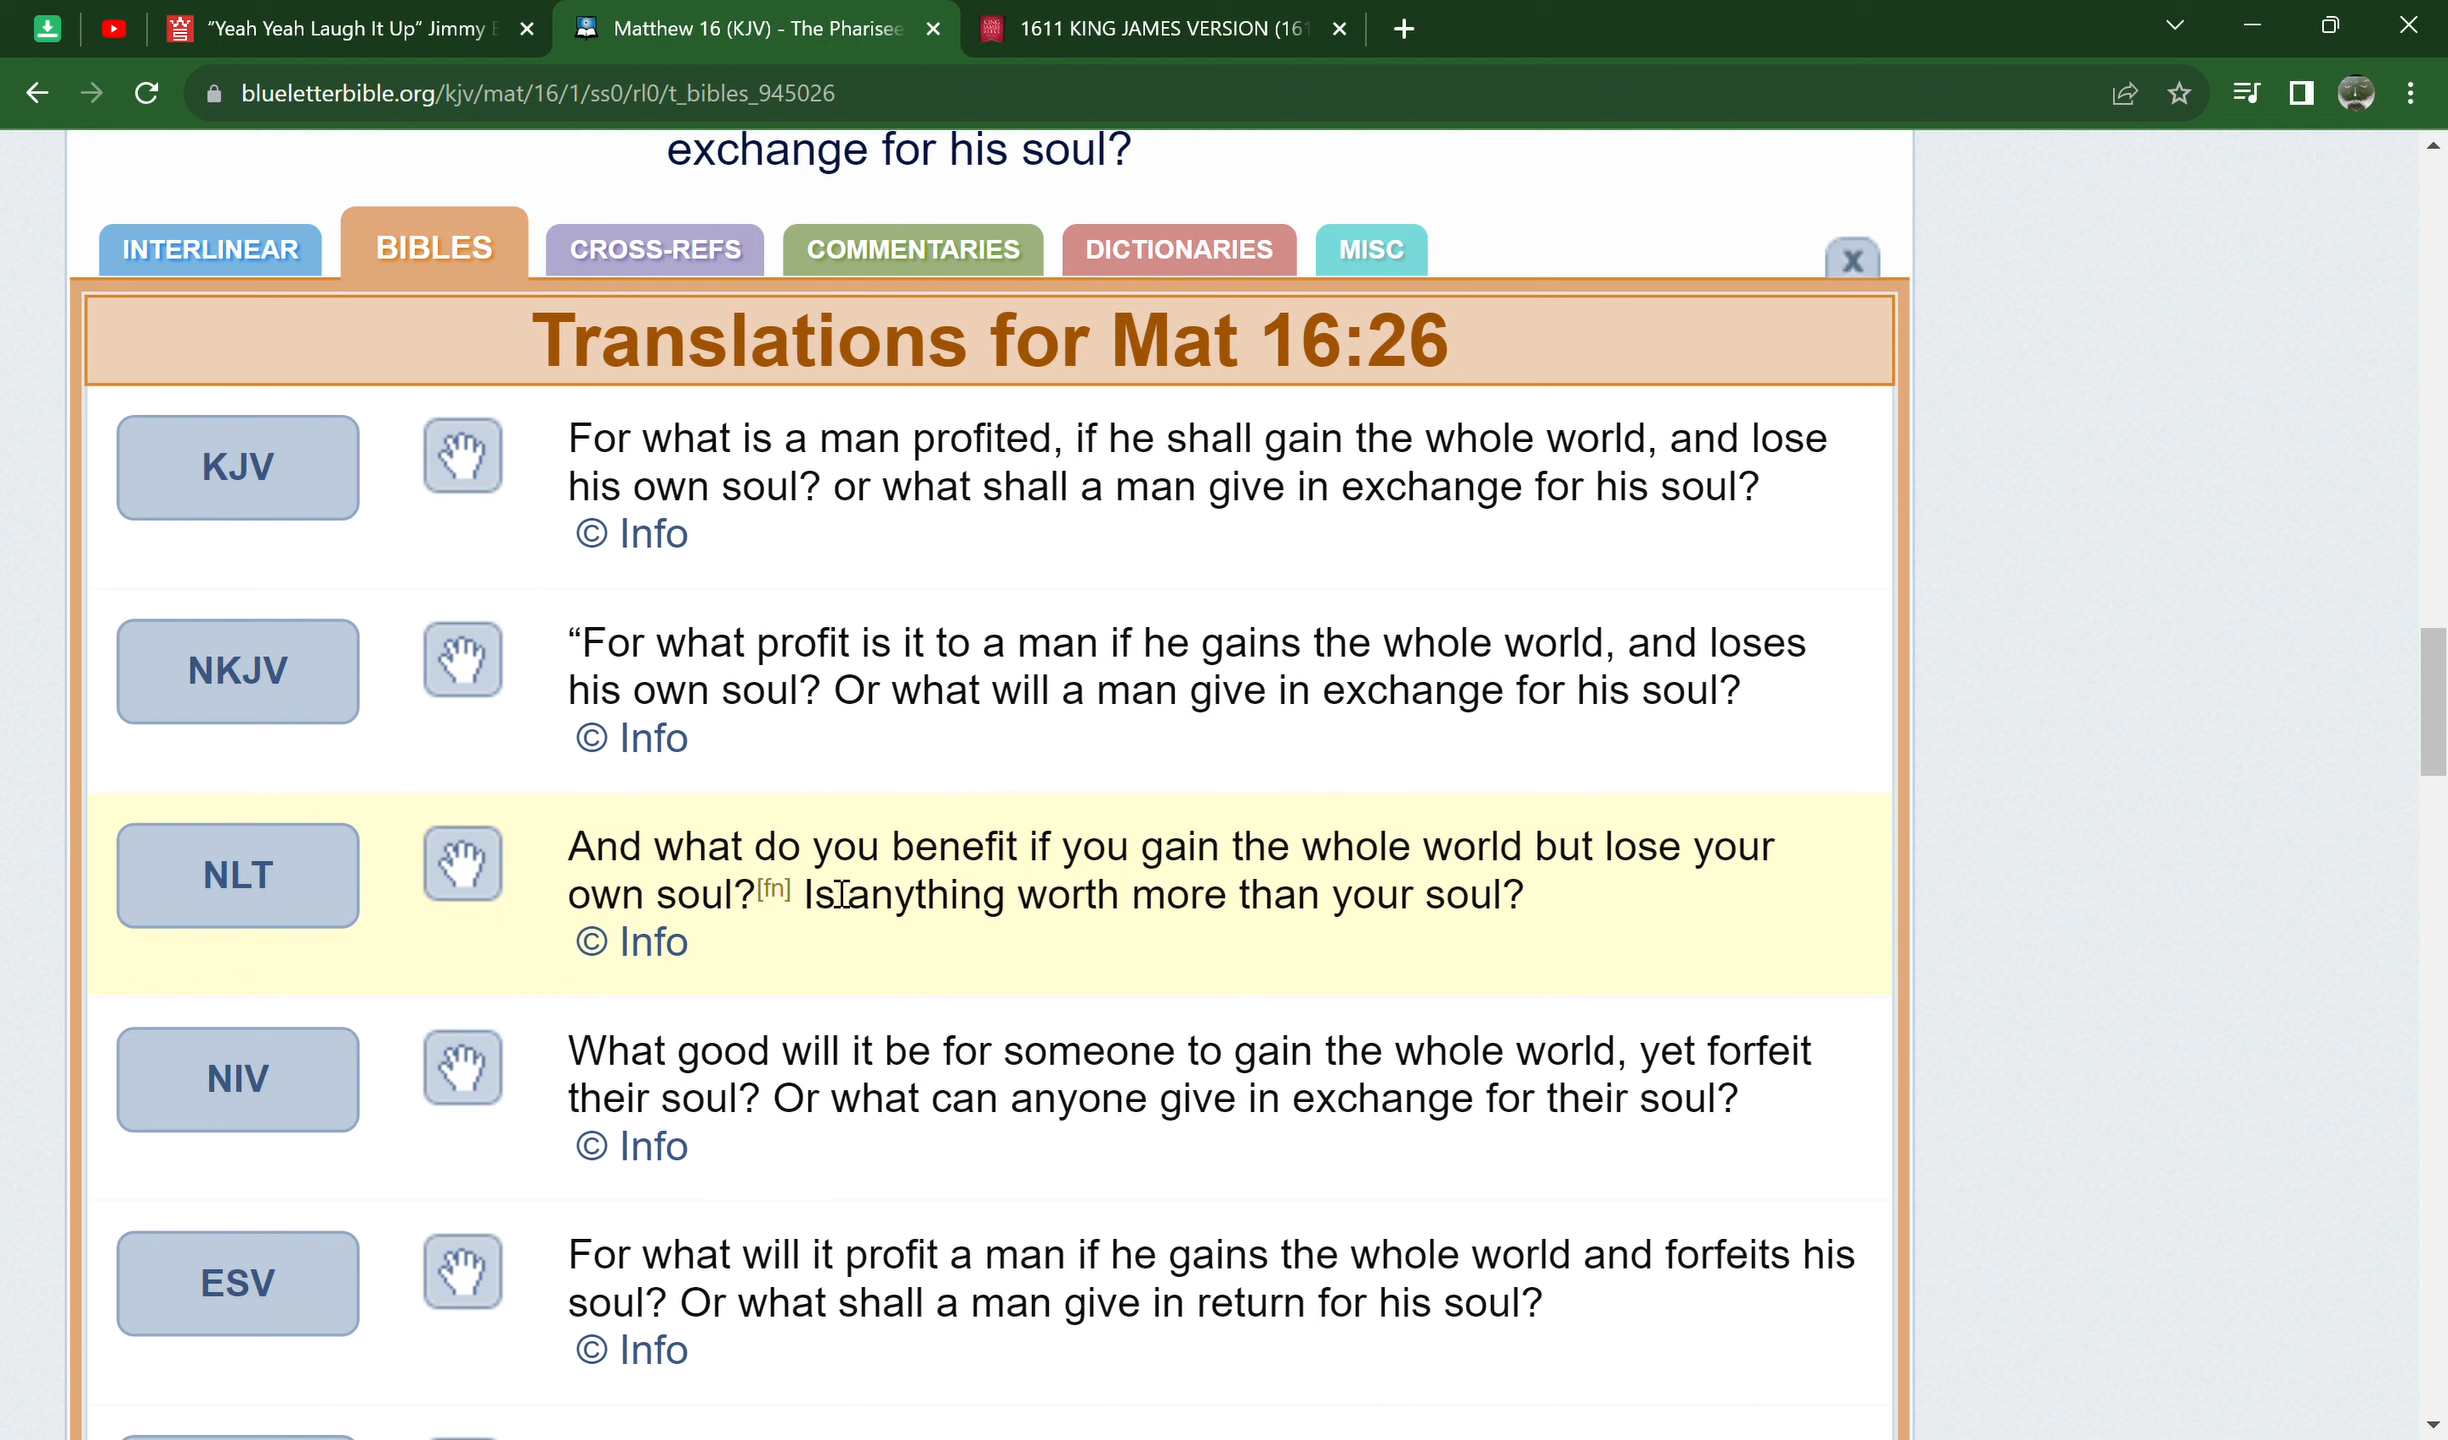 "Yeah Yeah Laugh It Up" Jimmy
Matthew 16 (KJV) - The Pharisee
1611 KING JAMES VERSION (161
blueletterbible.org/kjv/mat/16/1/ss0/rl0/t_bibles_945026
exchange for his soul?
INTERLINEAR
BIBLES
CROSS-REFS
COMMENTARIES
DICTIONARIES
MISC
X
Translations for Mat 16:26
KJV
For what is a man profited, if he shall gain the whole world, and lose
his own soul? or what shall a man give in exchange for his soul?
© Info
NKJV
“For what profit is it to a man if he gains the whole world, and loses
his own soul? Or what will a man give in exchange for his soul?
© Info
NLT
And what do you benefit if you gain the whole world but lose your
own soul?[fn] Is anything worth more than your soul?
© Info
NIV
What good will it be for someone to gain the whole world, yet forfeit
their soul? Or what can anyone give in exchange for their soul?
© Info
ESV
For what will it profit a man if he gains the whole world and forfeits his
soul? Or what shall a man give in return for his soul?
© Info